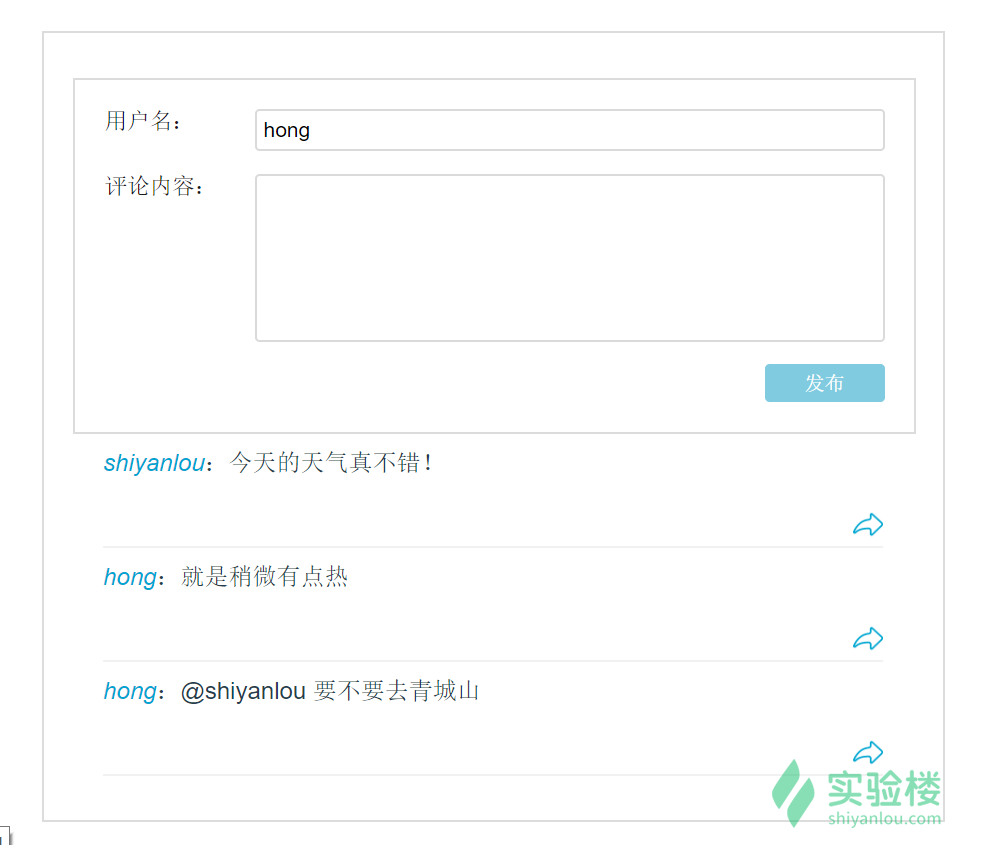 用户名：
hong
评论内容：
发布
shiyanlou：今天的天气真不错！
hong：就是稍微有点热
hong：@shiyanlou 要不要去青城山
实验楼
shiyanlou.com